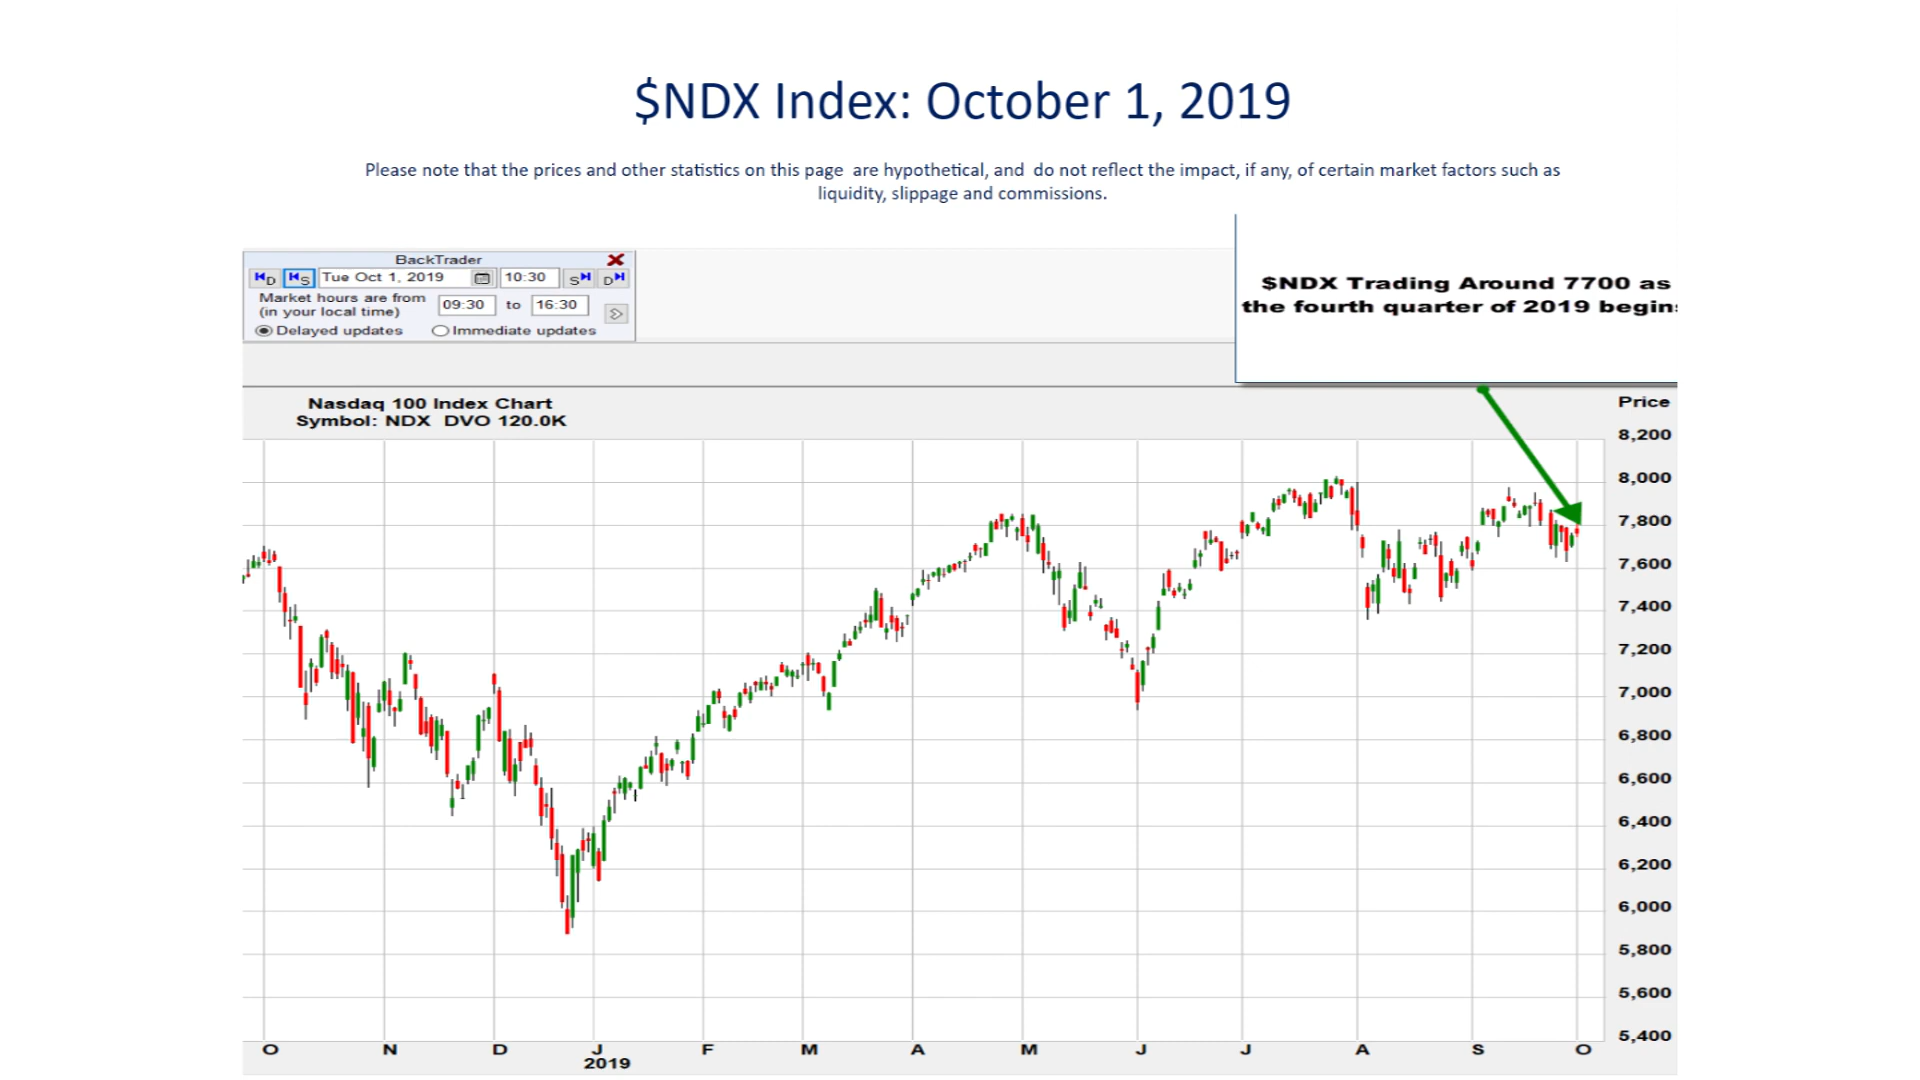 $NDX Index: October 1, 2019
Please note that the prices and other statistics on this page  are hypothetical, and  do not reflect the impact, if any, of certain market factors such as
liquidity, slippage and commissions.
BackTrader
D S Tue Oct 1, 2019 10:30 S D
Market hours are from
(in your local time) 09:30 to 16:30
Delayed updates Immediate updates
$NDX Trading Around 7700 as
the fourth quarter of 2019 begins
Nasdaq 100 Index Chart
Symbol: NDX  DVO 120.0K
Price
8,200
8,000
7,800
7,600
7,400
7,200
7,000
6,800
6,600
6,400
6,200
6,000
5,800
5,600
5,400
O N D J F M A M J J A S O
2019